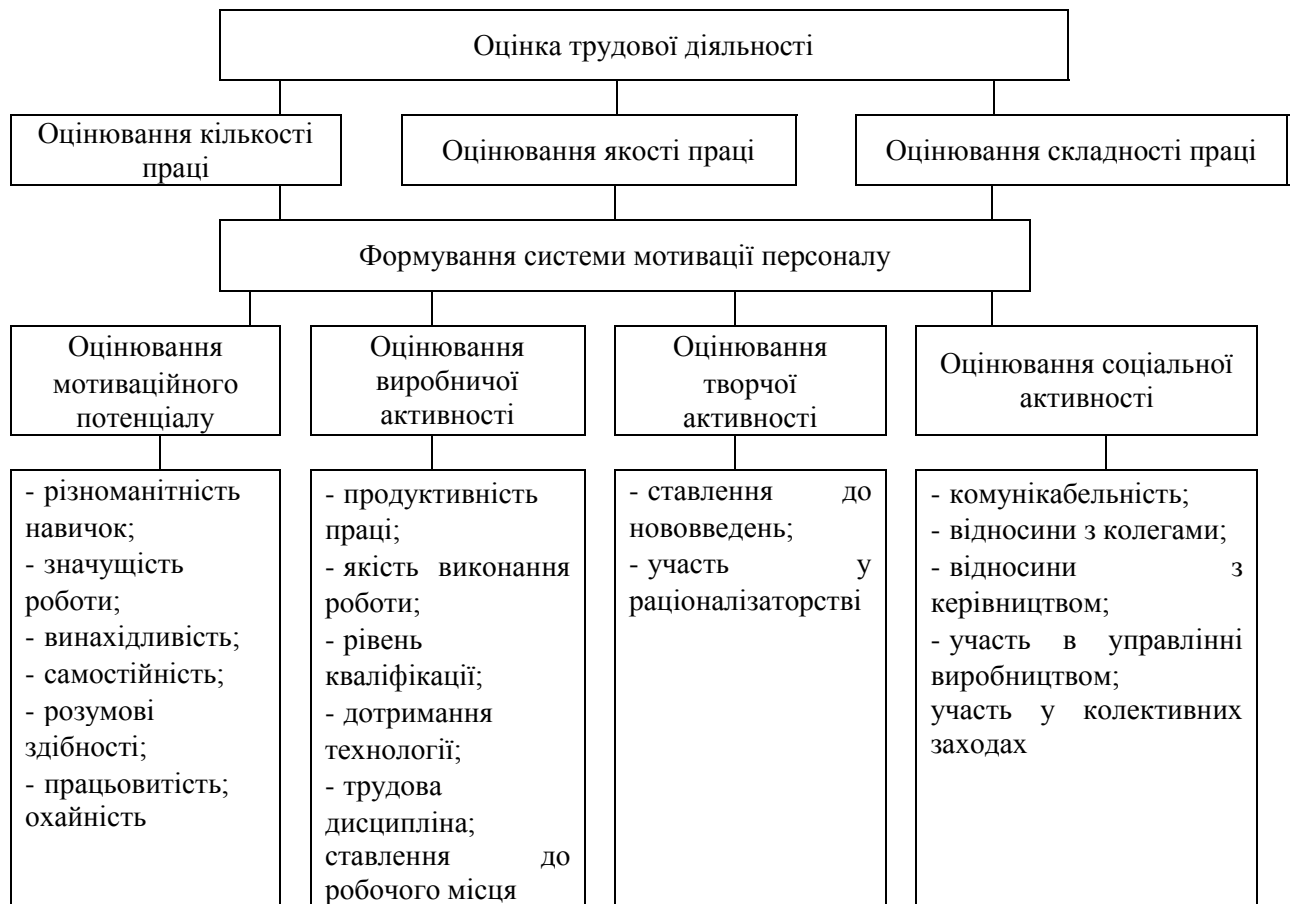 Оцінка трудової діяльності
Оцінювання кількості
праці
Оцінювання якості праці
Оцінювання складності праці
Формування системи мотивації персоналу
Оцінювання
мотиваційного
потенціалу
Оцінювання
виробничої
активності
Оцінювання
творчої
активності
Оцінювання соціальної
активності
- різноманітність
навичок;
- значущість
роботи;
- винахідливість;
- самостійність;
- розумові
здібності;
- працьовитість;
охайність
- продуктивність
праці;
- якість виконання
роботи;
- рівень
кваліфікації;
- дотримання
технології;
- трудова
дисципліна;
ставлення до
робочого місця
- ставлення до
нововведень;
- участь у
раціоналізаторстві
- комунікабельність;
- відносини з колегами;
- відносини з
керівництвом;
- участь в управлінні
виробництвом;
участь у колективних
заходах